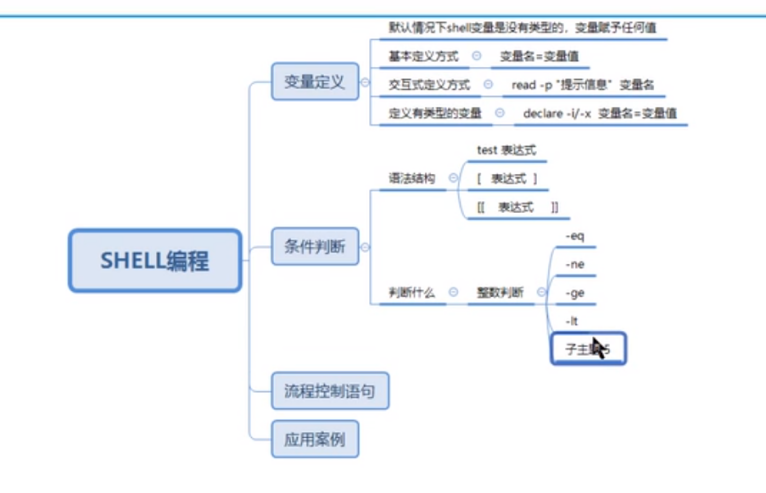 默认情况下shell变量是没有类型的，变量赋予任何值
基本定义方式 变量名=变量值
变量定义
交互式定义方式 read -p "提示信息" 变量名
定义有类型的变量 declare -i/-x 变量名=变量值
test 表达式
语法结构
[ 表达式 ]
[[ 表达式 ]]
-eq
条件判断
SHELL编程
-ne
判断什么 整数判断
-ge
-lt
子主题 5
流程控制语句
应用案例